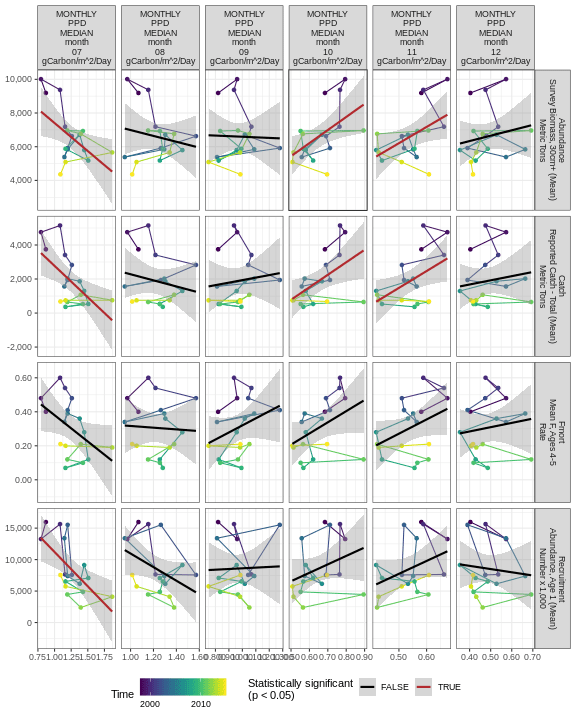 MONTHLY
PPD
MEDIAN
month
07
gCarbon/m^2/Day
MONTHLY
PPD
MEDIAN
month
08
gCarbon/m^2/Day
MONTHLY
PPD
MEDIAN
month
09
gCarbon/m^2/Day
MONTHLY
PPD
MEDIAN
month
10
gCarbon/m^2/Day
MONTHLY
PPD
MEDIAN
month
11
gCarbon/m^2/Day
MONTHLY
PPD
MEDIAN
month
12
gCarbon/m^2/Day
10,000
8,000
6,000
4,000
Abundance
Survey Biomass, 30cm+ (Mean)
Metric Tons
4,000
2,000
0
-2,000
Catch
Reported Catch - Total (Mean)
Metric Tons
0.60
0.40
0.20
0.00
Fmort
Mean F, Ages 4-5
Rate
15,000
10,000
5,000
0
Recruitment
Abundance, Age 1 (Mean)
Number x 1,000
0.75 1.00 1.25 1.50 1.75
1.00 1.20 1.40 1.60
0.60 0.70 0.80 0.90
0.50 0.60
0.40 0.50 0.60 0.70
Time
2000 2010
Statistically significant
(p < 0.05)
FALSE TRUE